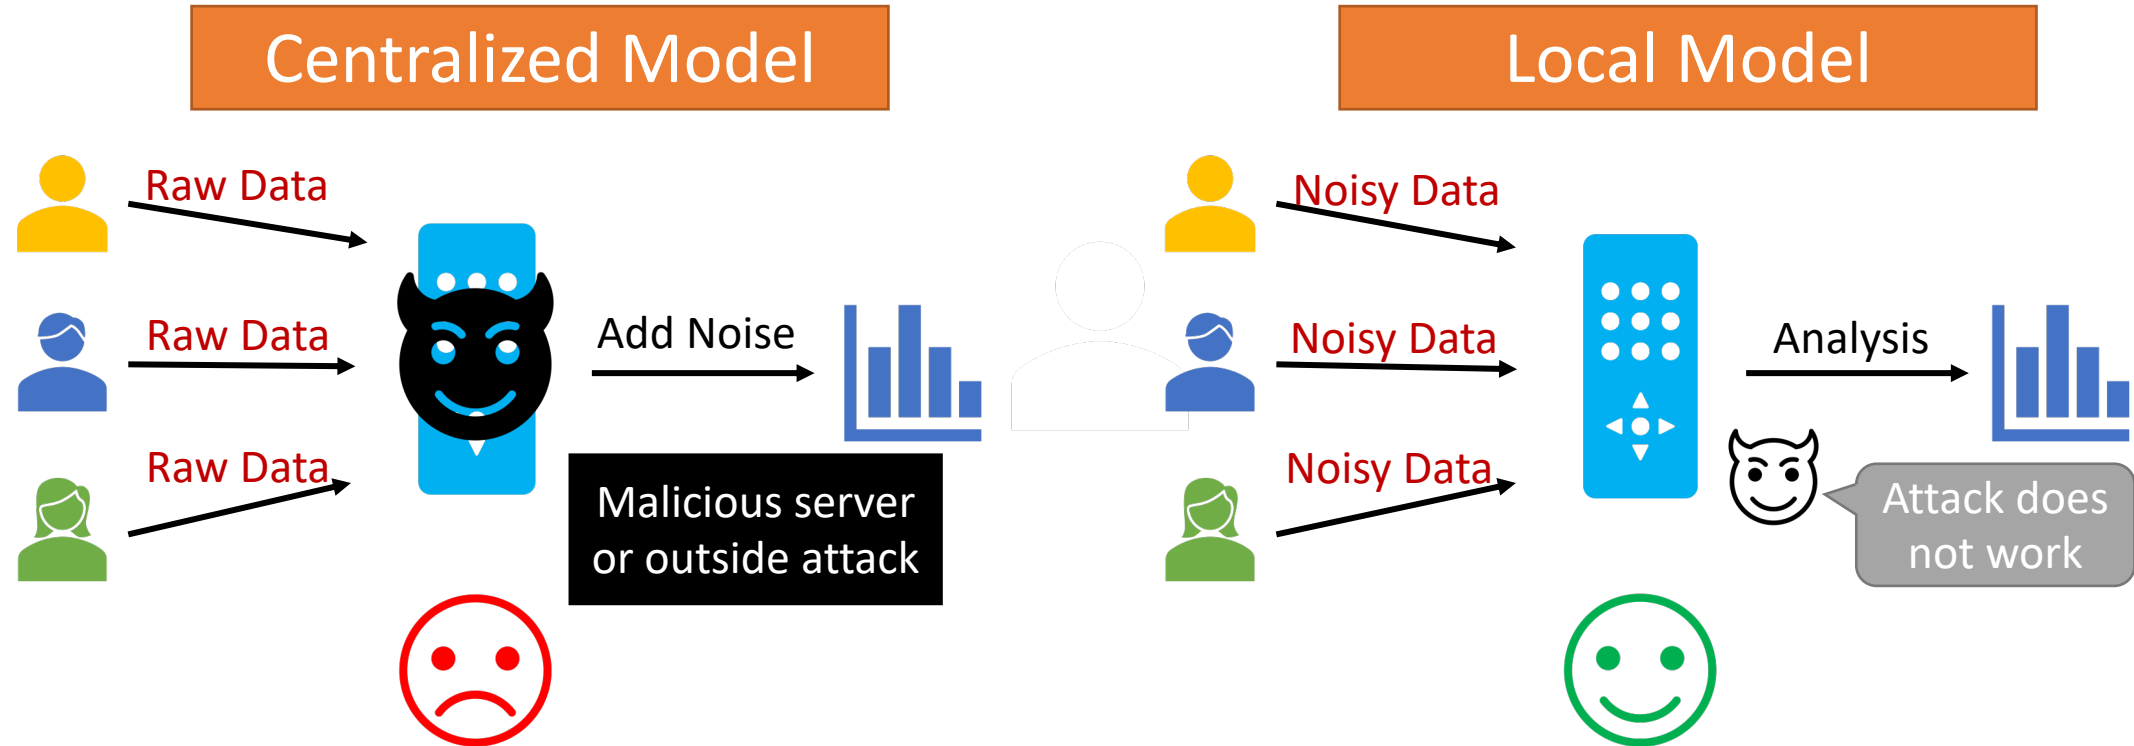 Centralized Model
Raw Data
Raw Data
Raw Data
Add Noise
Malicious server
or outside attack
Local Model
Noisy Data
Noisy Data
Noisy Data
Analysis
Attack does
not work